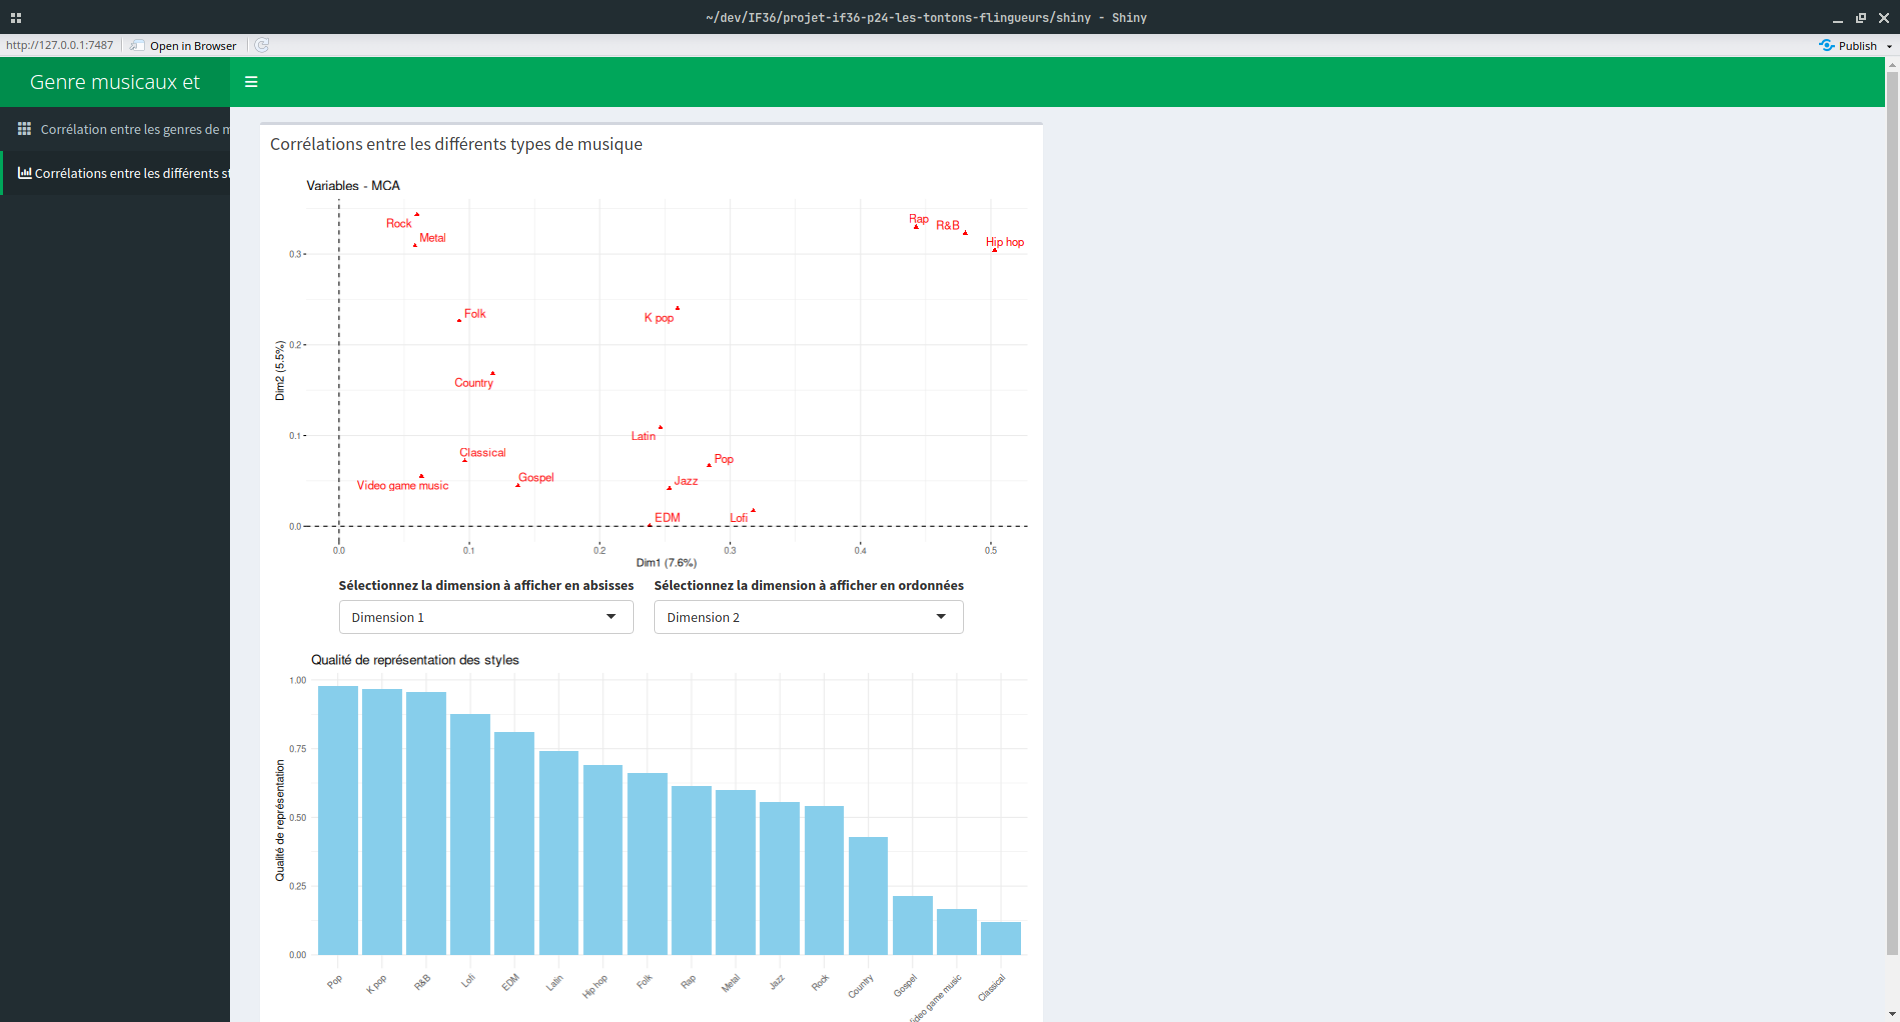 ~/dev/IF36/projet-if36-p24-les-tontons-flingueurs/shiny - Shiny
http://127.0.0.1:7487 Open in Browser Publish
Genre musicaux et
Corrélation entre les genres de m
Corrélations entre les différents st
Corrélations entre les différents types de musique
Variables - MCA
Rock
Metal
Rap
R&B
Hip hop
0.3
Folk
K pop
0.2
Country
Dim2 (5.5%)
0.1
Latin
Classical
Pop
Video game music
Gospel
Jazz
EDM
Lofi
0.0
0.0 0.1 0.2 0.3 0.4 0.5
Dim1 (7.6%)
Sélectionnez la dimension à afficher en absisses
Sélectionnez la dimension à afficher en ordonnées
Dimension 1
Dimension 2
Qualité de représentation des styles
1.00
0.75
0.50
0.25
0.00
Qualité de représentation
Pop
K pop
R&B
Lofi
EDM
Latin
Hip hop
Folk
Rap
Metal
Jazz
Rock
Country
Gospel
ideo game music
Classical